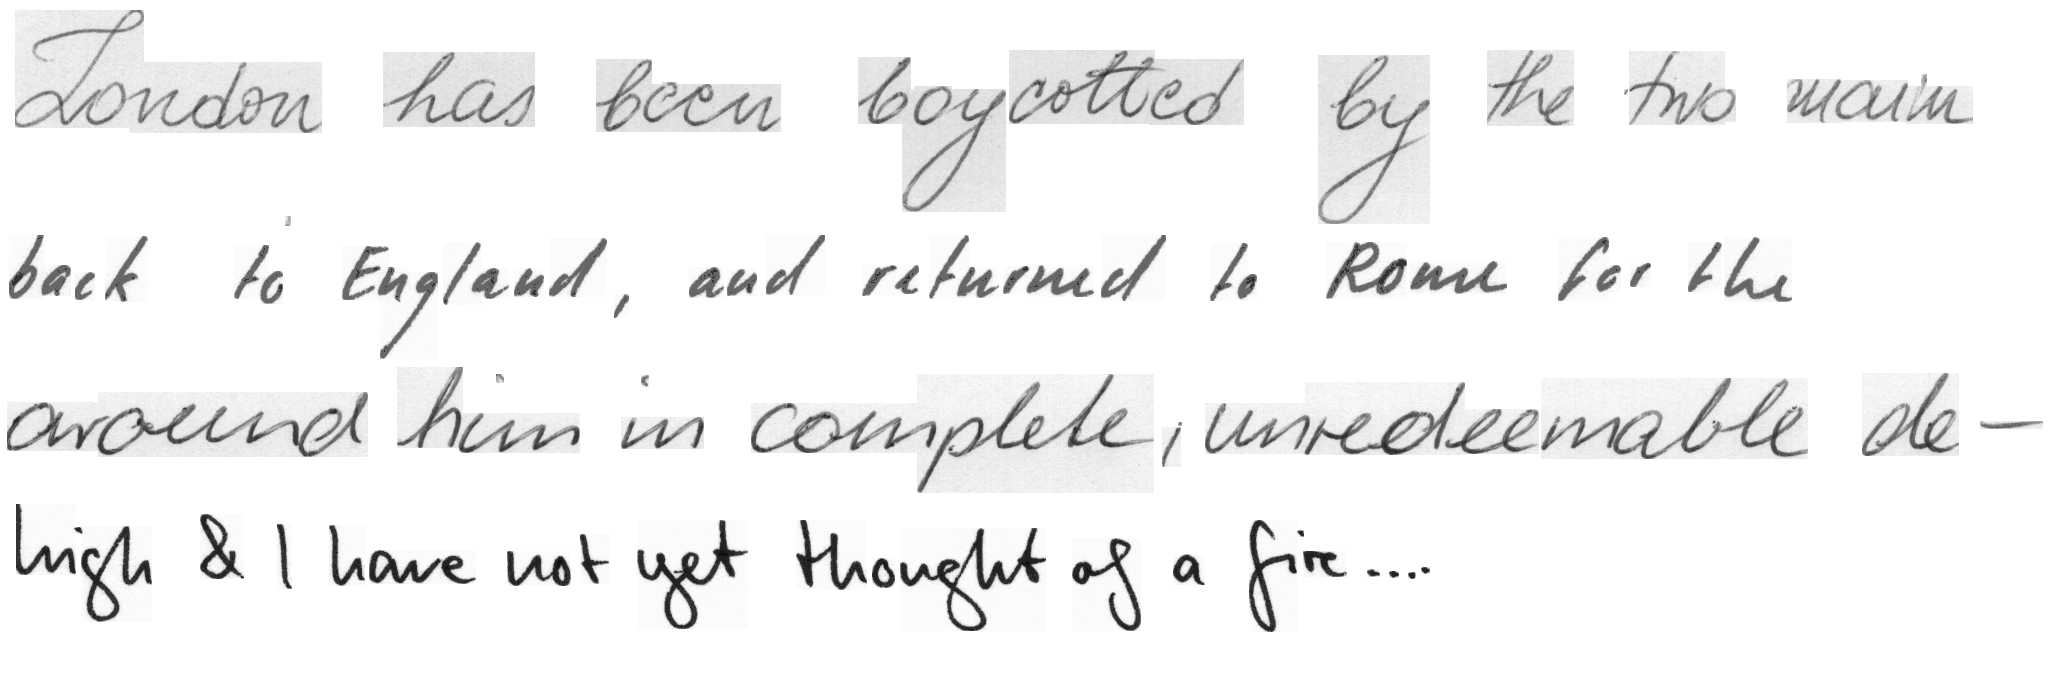 London has been boycotted by the two main
back to England, and returned to Rome for the
around him in complete, unredeemable de-
high & I have not yet thought of a fire....